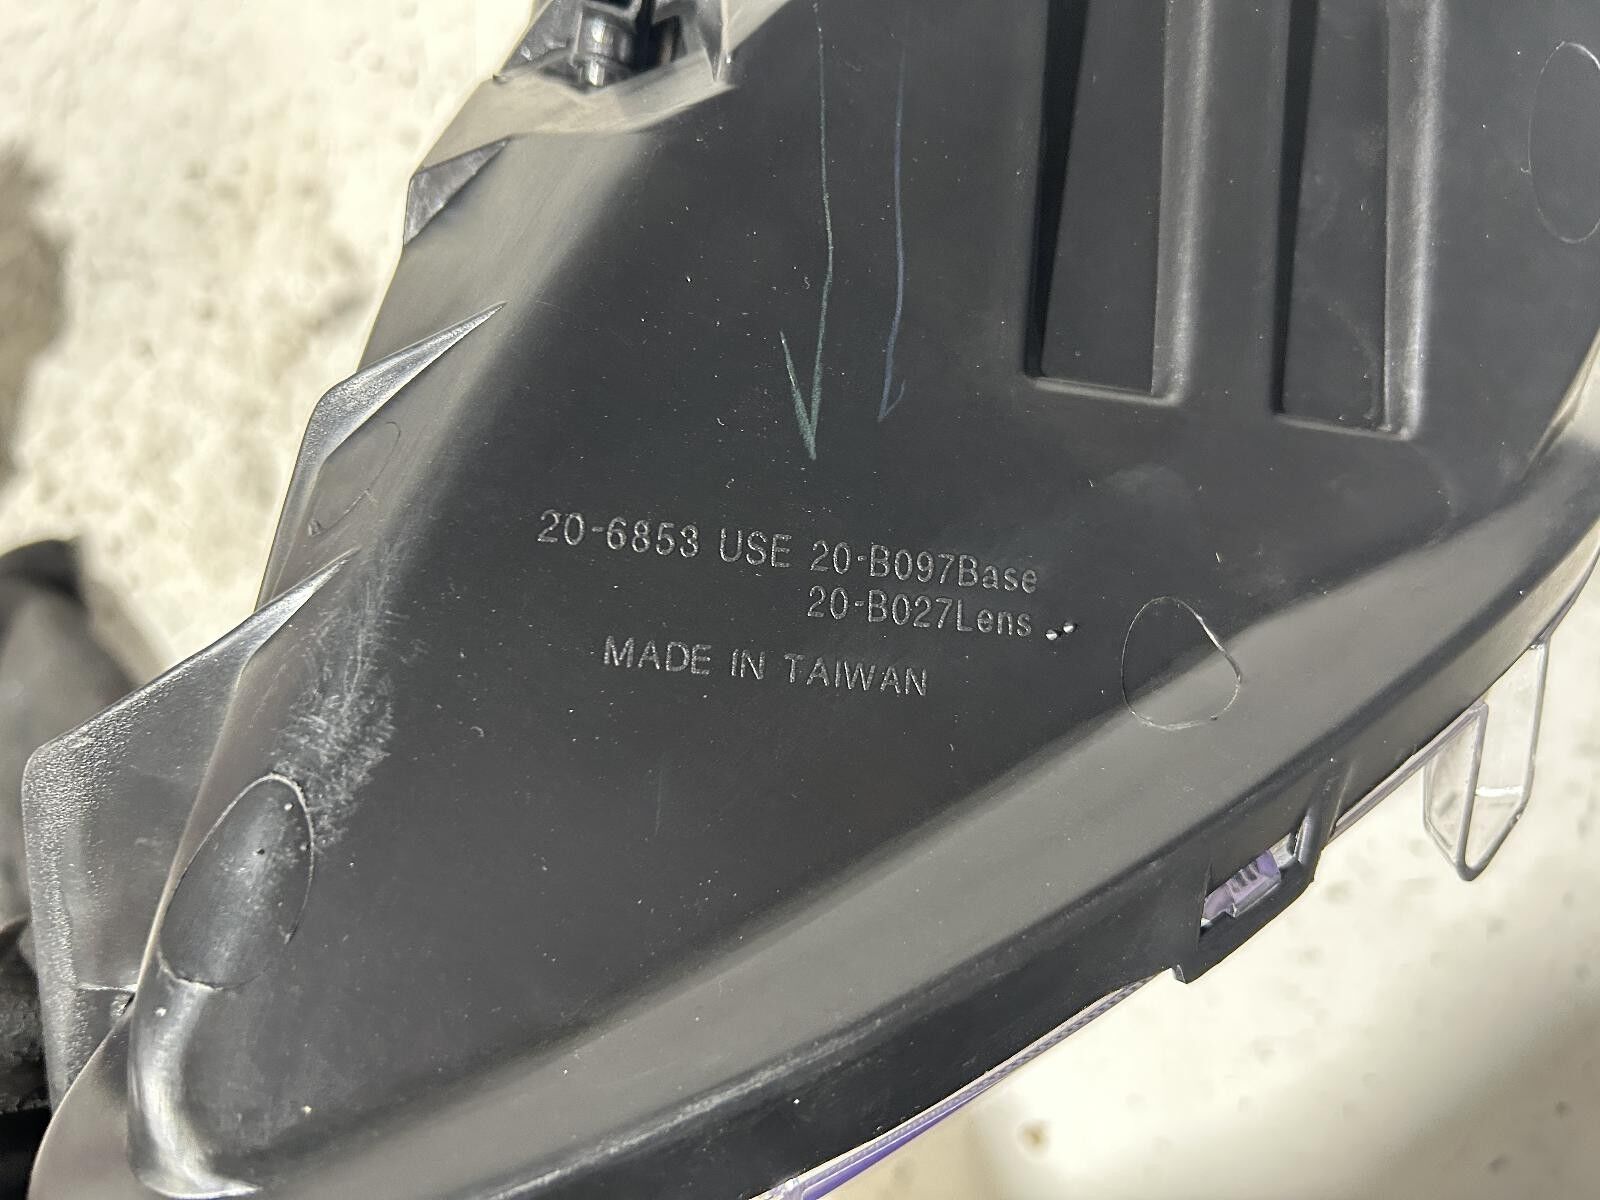 20-6853 USE 20-B097Base
20-B027Lens
MADE IN TAIWAN